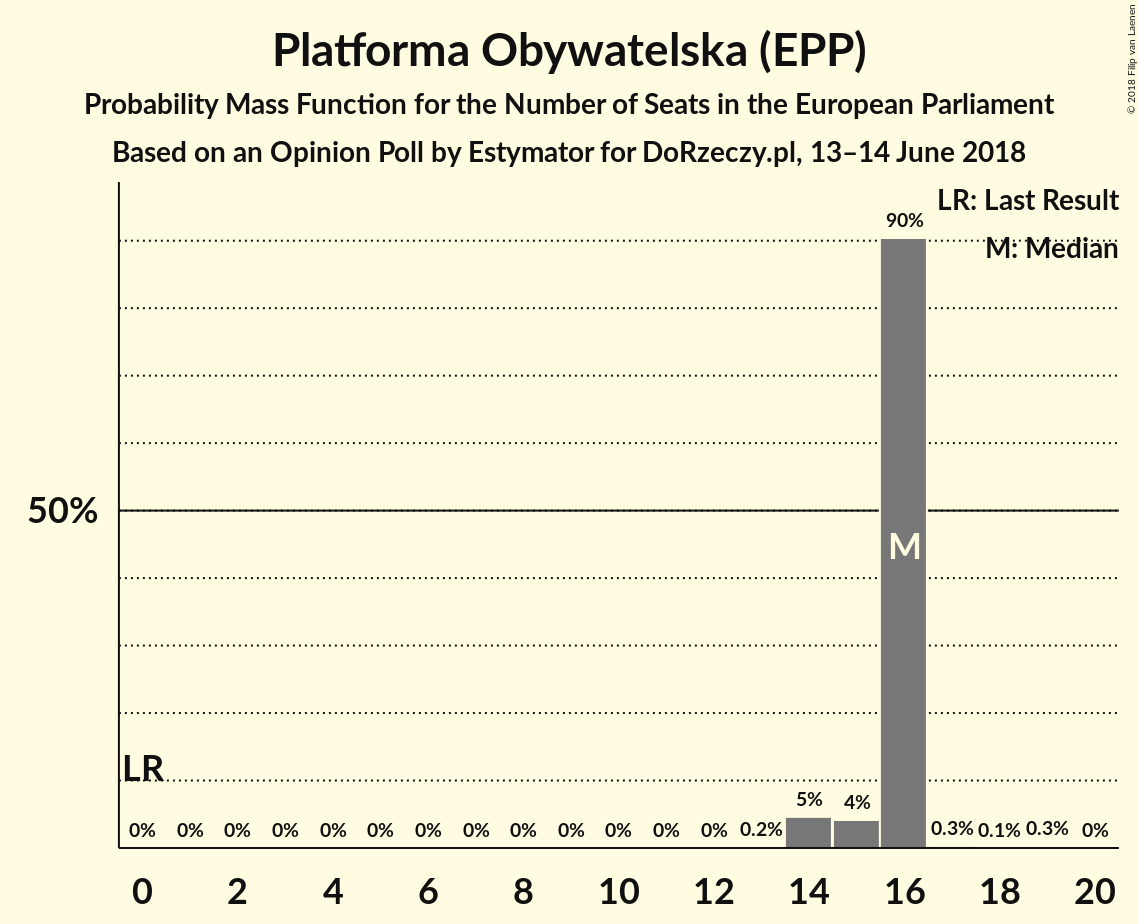 Platforma Obywatelska (EPP)
Probability Mass Function for the Number of Seats in the European Parliament
Based on an Opinion Poll by Estymator for DoRzeczy.pl, 13–14 June 2018
© 2018 Filip van Laenen
LR: Last Result
M: Median
90%
50%
M
LR
0% 0% 0% 0% 0% 0% 0% 0% 0% 0% 0% 0% 0% 0.2% 5% 4% 0.3% 0.1% 0.3% 0%
0 2 4 6 8 10 12 14 16 18 20